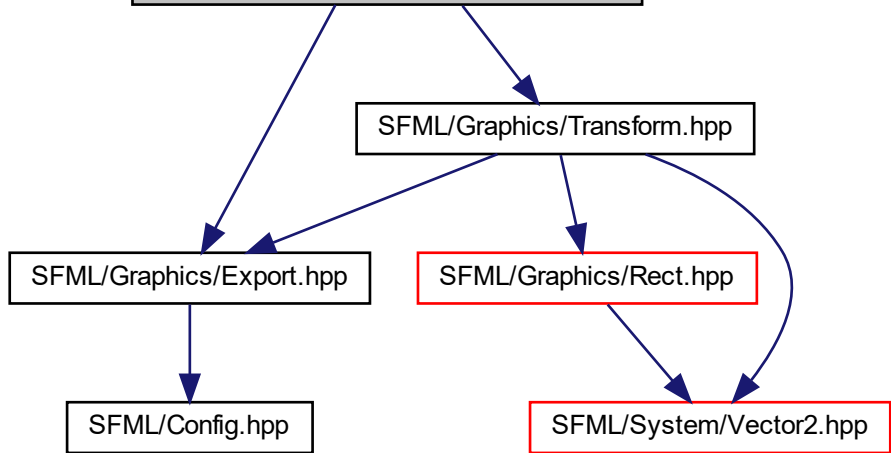 SFML/Graphics/Transform.hpp
SFML/Graphics/Export.hpp
SFML/Graphics/Rect.hpp
SFML/Config.hpp
SFML/System/Vector2.hpp